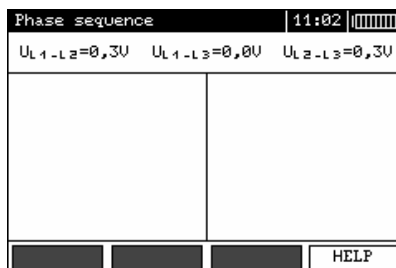 Phase sequence 11:02
UL1-L2=0,3V UL1-L3=0,0V UL2-L3=0,3V
HELP